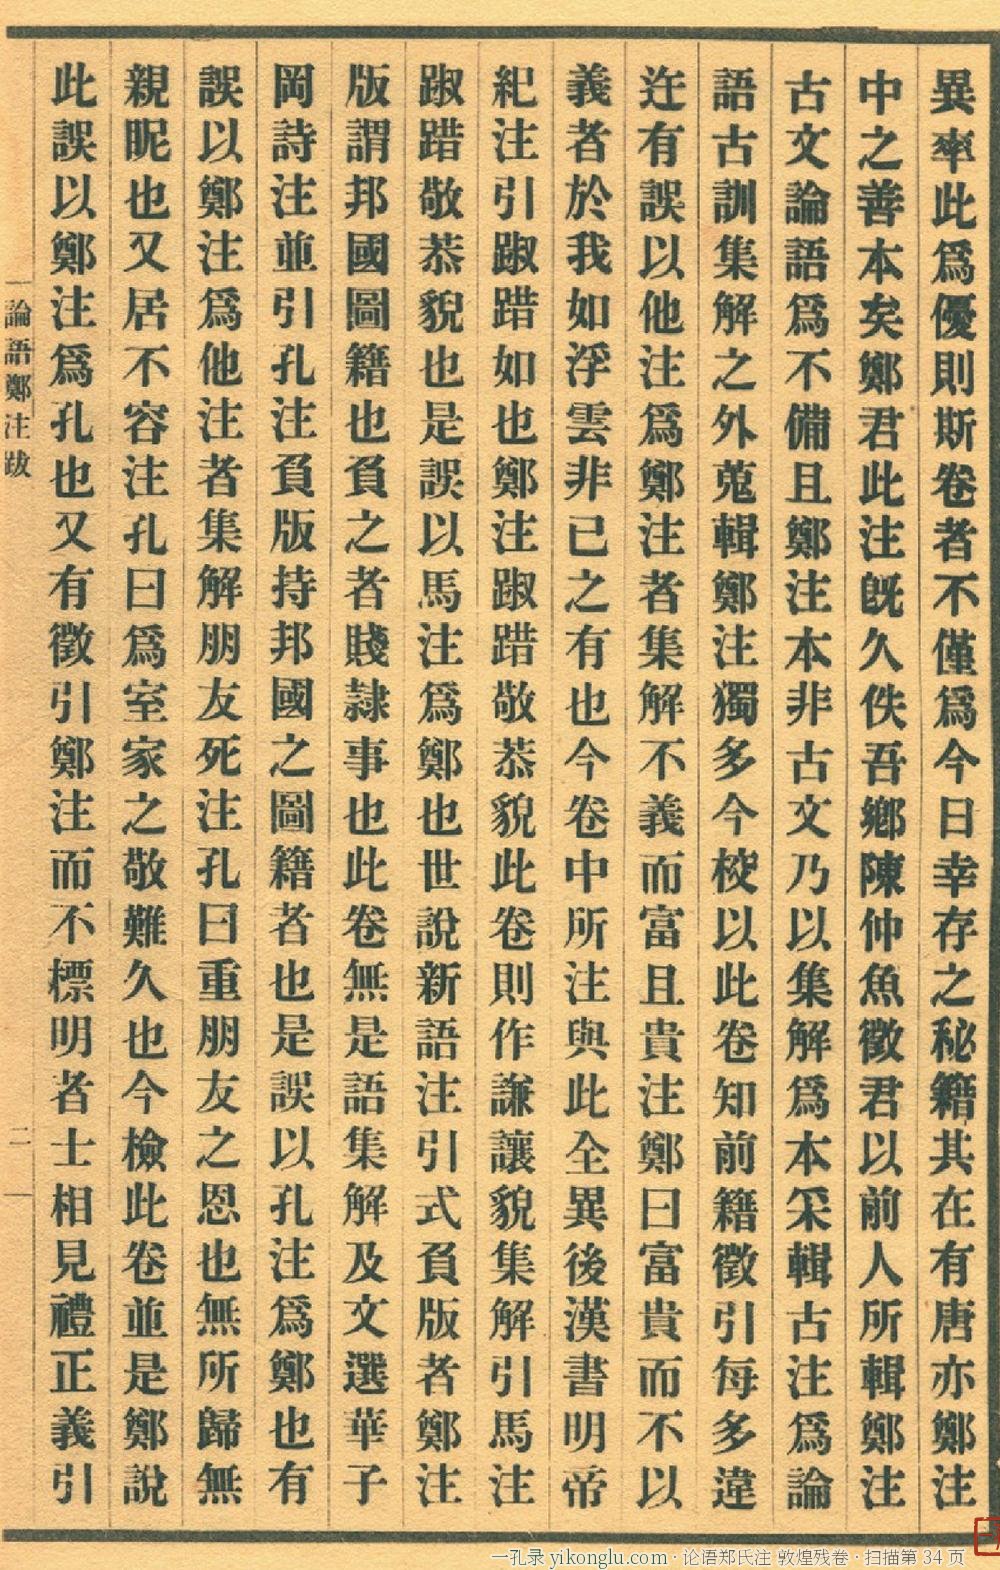 異率此爲優則斯卷者不僅爲今日幸存之秘籍其在有唐亦鄭注
中之善本矣鄭君此注旣久佚吾鄉陳仲魚徵君以前人所輯鄭注
古文論語爲不備且鄭注本非古文乃以集解爲本采輯古注爲論
語古訓集解之外蒐輯鄭注獨多今校以此卷知前籍徵引每多違
迕有誤以他注爲鄭注者集解不義而富且貴注鄭曰富貴而不以
義者於我如浮雲非已之有也今卷中所注與此全異後漢書明帝
紀注引踧踖如也鄭注踧踖敬恭貌此卷則作謙讓貌集解引馬注
踧踖敬恭貌也是誤以馬注爲鄭也世說新語注引式負版者鄭注
版謂邦國圖籍也負之者賤隷事也此卷無是語集解及文選華子
岡詩注並引孔注負版持邦國之圖籍者也是誤以孔注爲鄭也有
誤以鄭注爲他注者集解朋友死注孔曰重朋友之恩也無所歸無
親昵也又居不容注孔曰爲室家之敬難久也今檢此卷並是鄭說
此誤以鄭注爲孔也又有徵引鄭注而不標明者士相見禮正義引
論語鄭注跋
二
一孔录 yikonglu.com · 论语郑氏注 敦煌残卷 · 扫描第 34 页